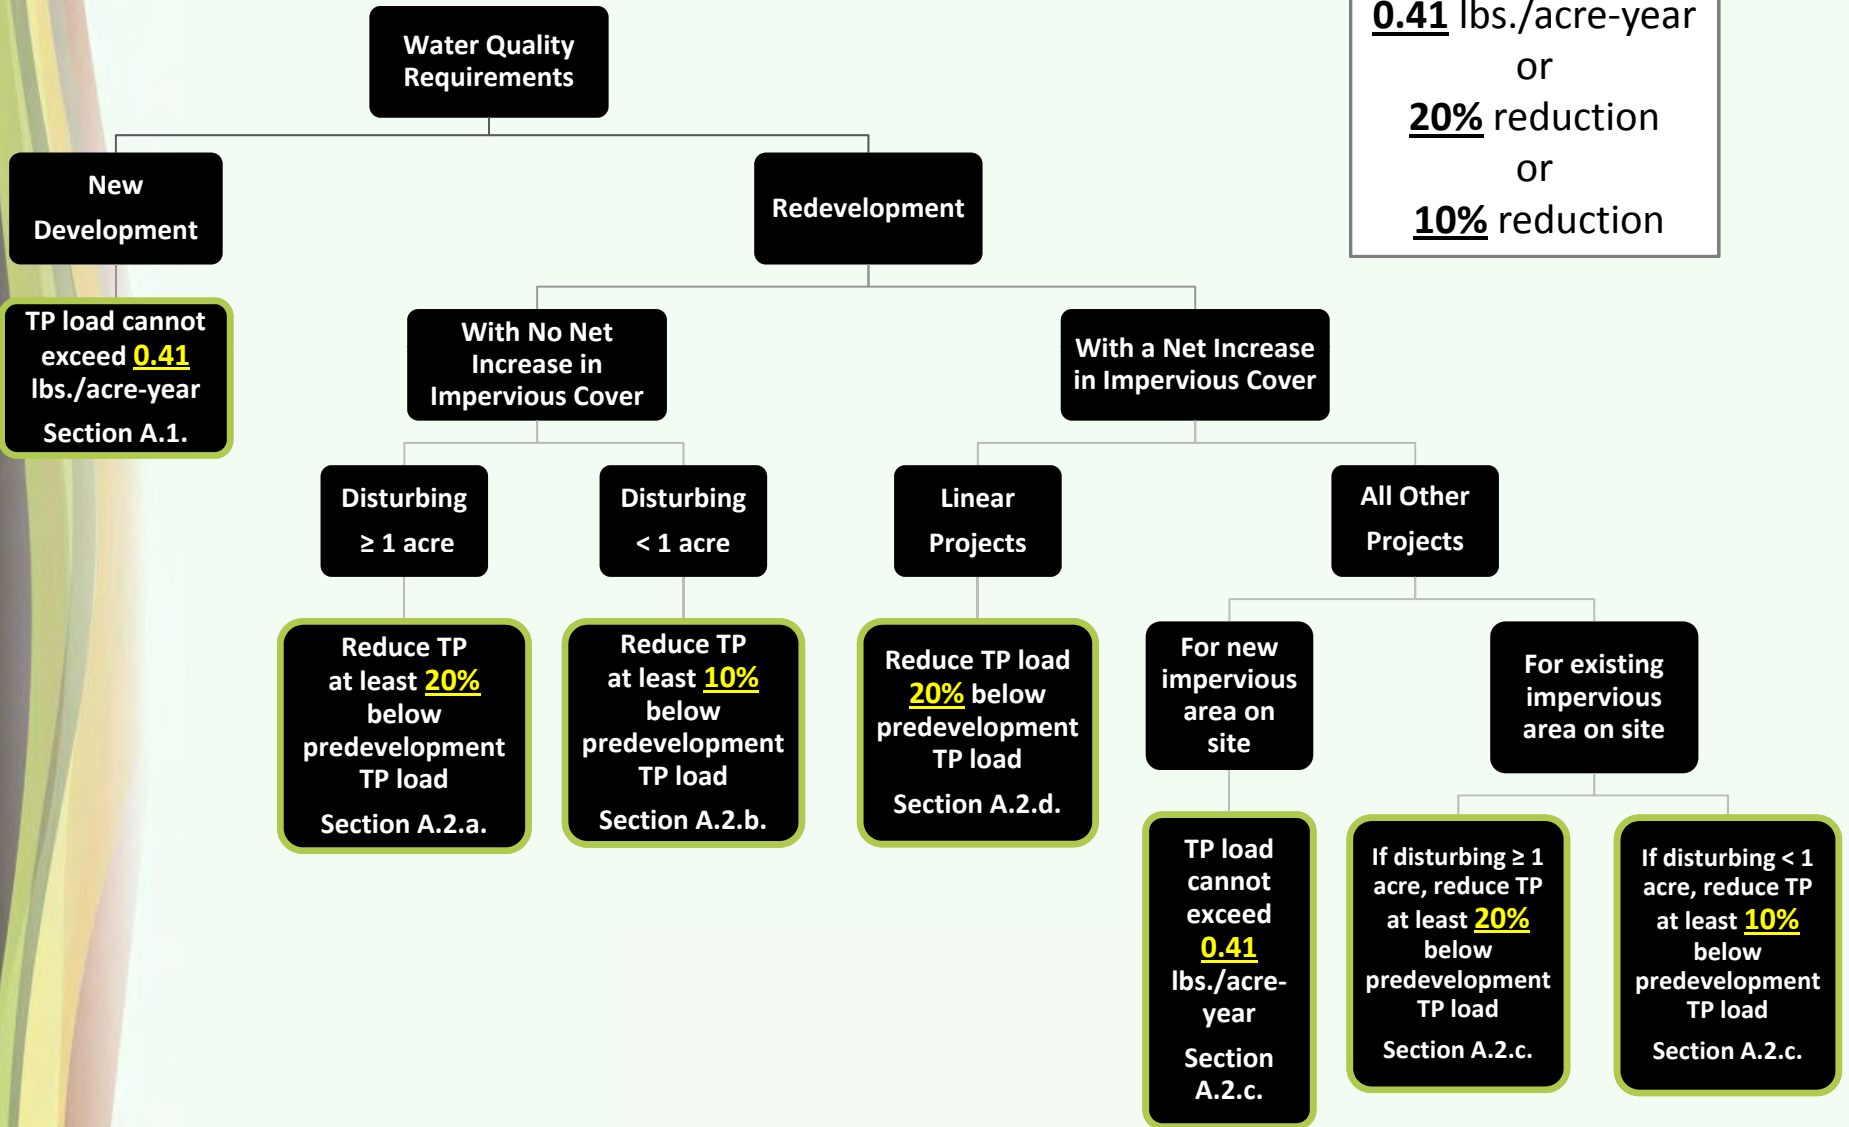 0.41 lbs./acre-year
or
20% reduction
or
10% reduction
Water Quality
Requirements
New
Development
Redevelopment
TP load cannot
exceed 0.41
lbs./acre-year
Section A.1.
With No Net
Increase in
Impervious Cover
With a Net Increase
in Impervious Cover
Disturbing
≥ 1 acre
Disturbing
< 1 acre
Linear
Projects
All Other
Projects
Reduce TP
at least 20%
below
predevelopment
TP load
Section A.2.a.
Reduce TP
at least 10%
below
predevelopment
TP load
Section A.2.b.
Reduce TP load
20% below
predevelopment
TP load
Section A.2.d.
For new
impervious
area on
site
For existing
impervious
area on site
TP load
cannot
exceed
0.41
lbs./acre-
year
Section
A.2.c.
If disturbing ≥ 1
acre, reduce TP
at least 20%
below
predevelopment
TP load
Section A.2.c.
If disturbing < 1
acre, reduce TP
at least 10%
below
predevelopment
TP load
Section A.2.c.